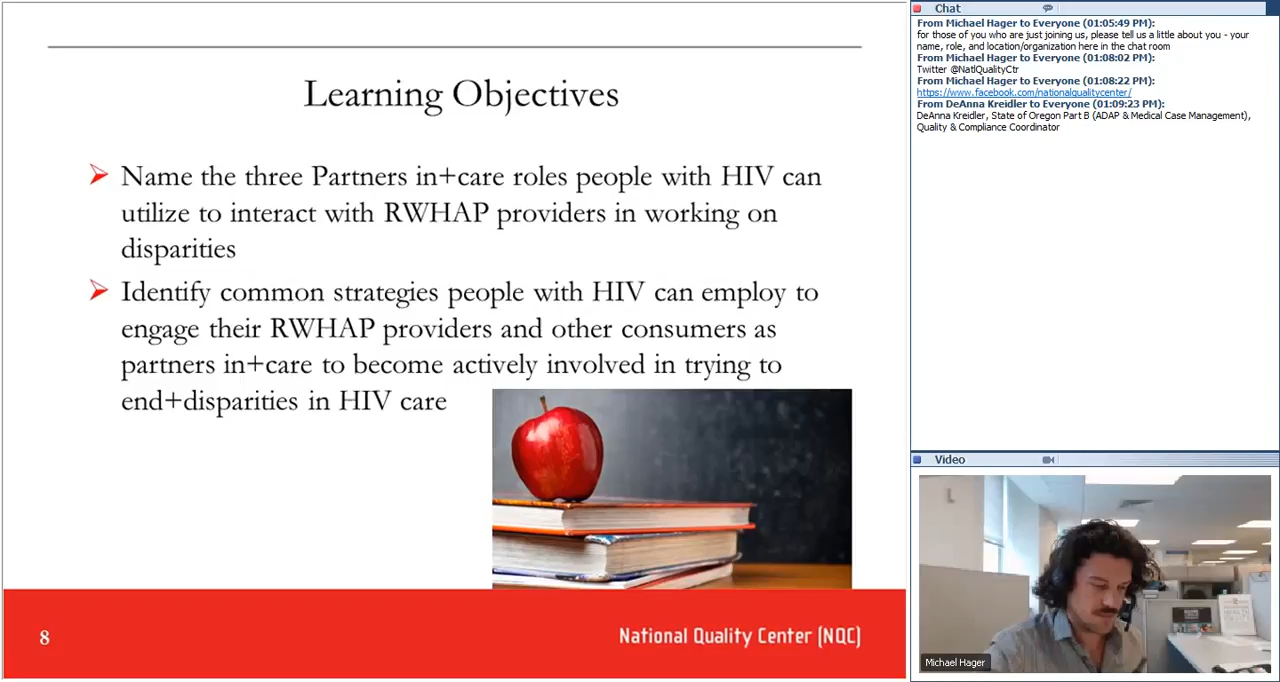 Learning Objectives
Name the three Partners in+care roles people with HIV can
utilize to interact with RWHAP providers in working on
disparities
Identify common strategies people with HIV can employ to
engage their RWHAP providers and other consumers as
partners in+care to become actively involved in trying to
end+disparities in HIV care
8
National Quality Center (NQC)
Chat
From Michael Hager to Everyone (01:05:49 PM):
for those of you who are just joining us, please tell us a little about you - your
name, role, and location/organization here in the chat room
From Michael Hager to Everyone (01:08:02 PM):
Twitter @NatlQualityCtr
From Michael Hager to Everyone (01:08:22 PM):
https://www.facebook.com/nationalqualitycenter/
From DeAnna Kreidler to Everyone (01:09:23 PM):
DeAnna Kreidler, State of Oregon Part B (ADAP & Medical Case Management),
Quality & Compliance Coordinator
Video
Michael Hager